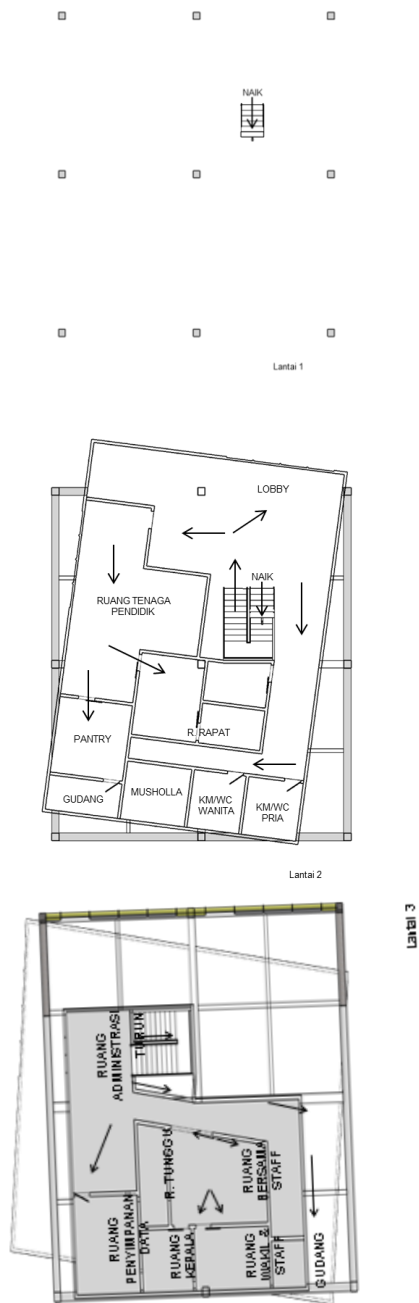 NAIK
Lantai 1
LOBBY
NAIK
RUANG TENAGA
PENDIDIK
R. RAPAT
PANTRY
GUDANG
MUSHOLLA
KM/WC
WANITA
KM/WC
PRIA
Lantai 2
Lantai 3
RUANG
ADMINISTRASI
TURUN
R. TUNGGU
RUANG
BERSAMA
STAFF
RUANG
PENYIMPANAN
DATA
RUANG
KEPALA
RUANG
WAKIL &
STAFF
GUDANG